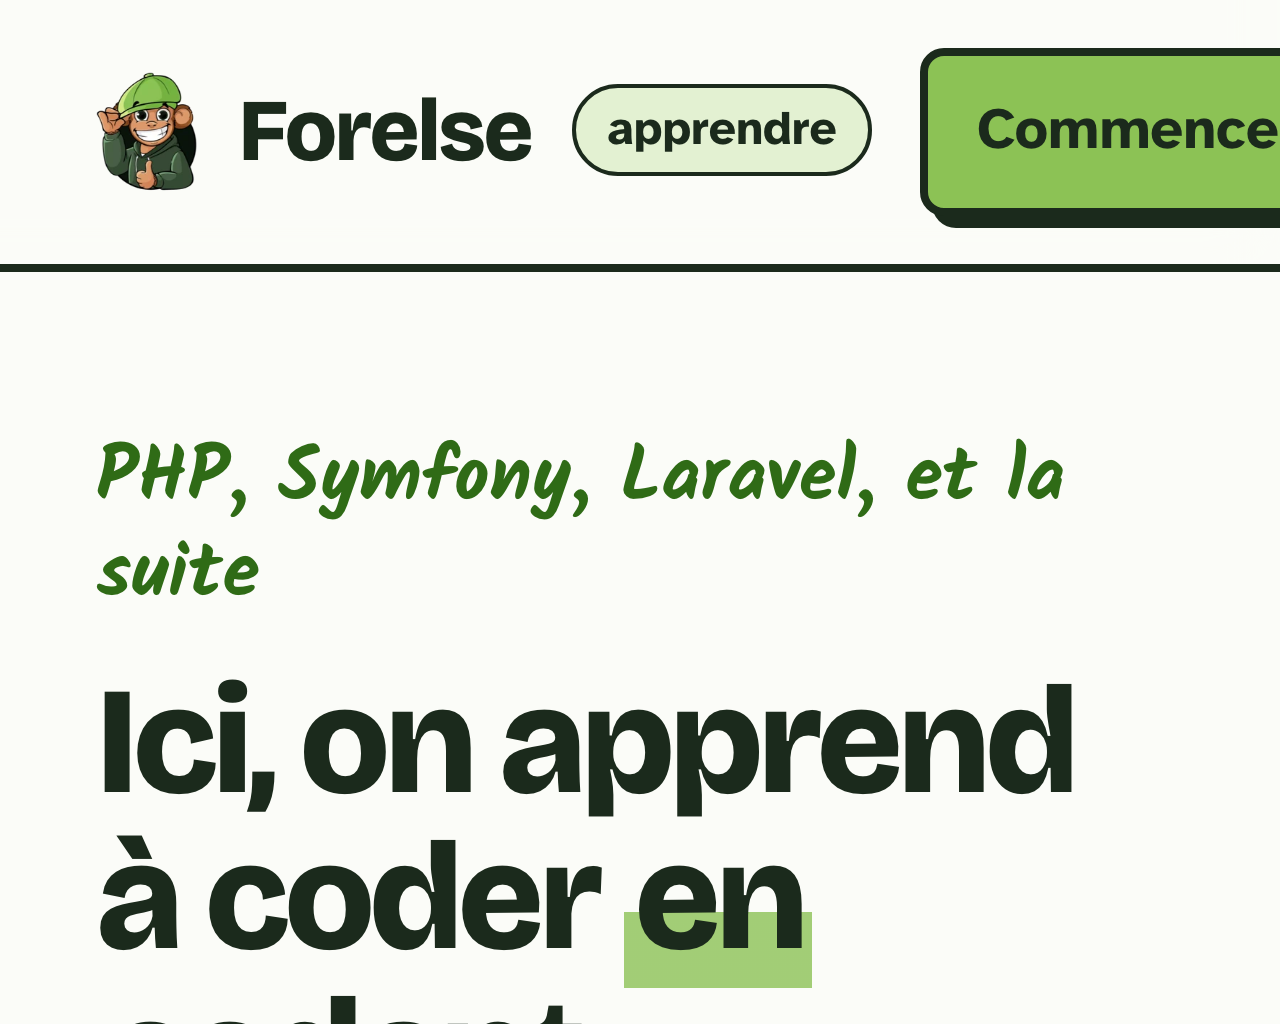 Forelse
apprendre
Commence
PHP, Symfony, Laravel, et la
suite
Ici, on apprend
à coder en